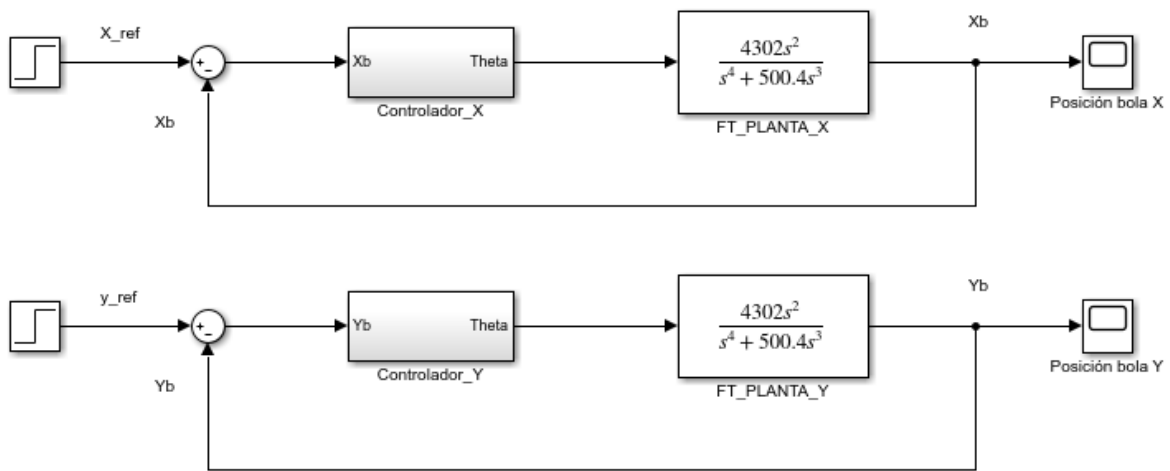 X_ref
Xb
+
-
Xb
Theta
4302s²
s⁴ + 500.4s³
Xb
Controlador_X
FT_PLANTA_X
Posición bola X
y_ref
Yb
+
-
Yb
Theta
4302s²
s⁴ + 500.4s³
Yb
Controlador_Y
FT_PLANTA_Y
Posición bola Y